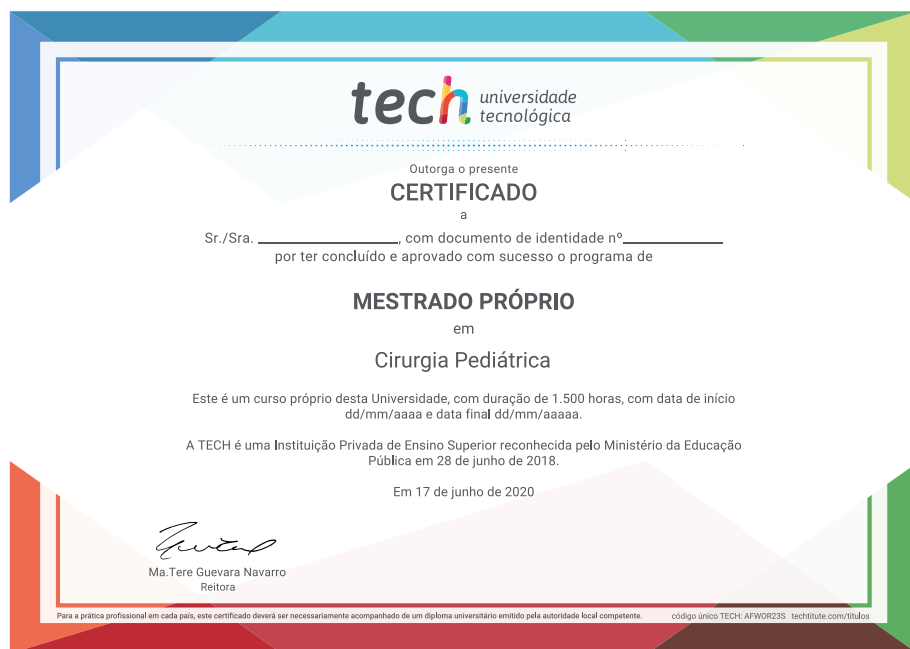 tech universidade
tecnológica
Outorga o presente
CERTIFICADO
a
Sr./Sra. ____________________, com documento de identidade nº______________
por ter concluído e aprovado com sucesso o programa de
MESTRADO PRÓPRIO
em
Cirurgia Pediátrica
Este é um curso próprio desta Universidade, com duração de 1.500 horas, com data de início
dd/mm/aaaa e data final dd/mm/aaaaa.
A TECH é uma Instituição Privada de Ensino Superior reconhecida pelo Ministério da Educação
Pública em 28 de junho de 2018.
Em 17 de junho de 2020
Ma.Tere Guevara Navarro
Reitora
Para a prática profissional em cada país, este certificado deverá ser necessariamente acompanhado de um diploma universitário emitido pela autoridade local competente. código único TECH: AFWOR23S techtitute.com/titulos